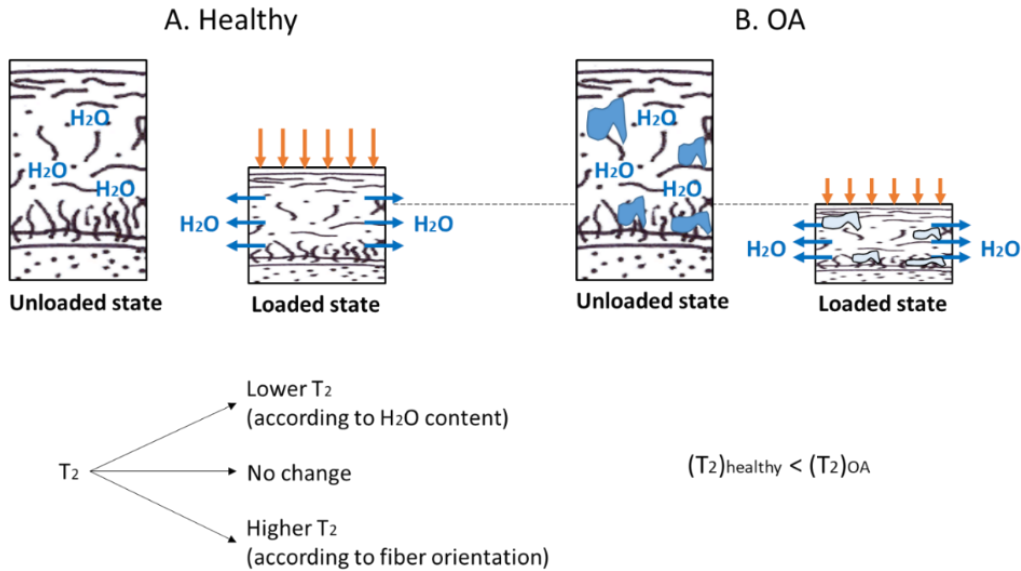 A. Healthy
B. OA
H₂O
H₂O
H₂O
H₂O
H₂O
Unloaded state
Loaded state
H₂O
H₂O
H₂O
H₂O
H₂O
Unloaded state
Loaded state
T₂
Lower T₂
(according to H₂O content)
No change
Higher T₂
(according to fiber orientation)
(T₂)healthy < (T₂)OA